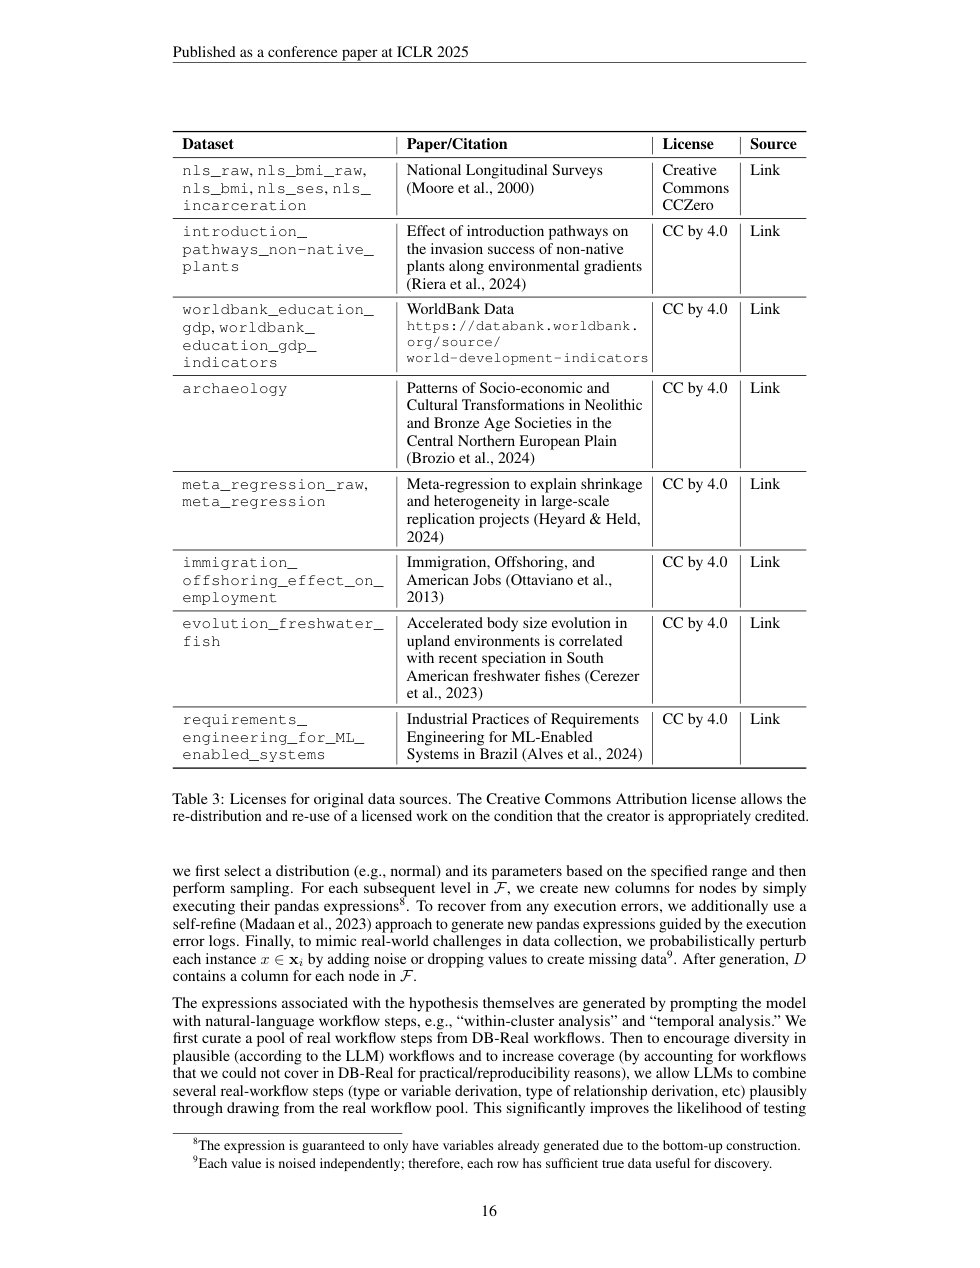 Published as a conference paper at ICLR 2025
Dataset Paper/Citation License Source
nls_raw, nls_bmi_raw, National Longitudinal Surveys Creative Link
nls_bmi, nls_ses, nls_ (Moore et al., 2000) Commons
incarceration CCZero
introduction_ Effect of introduction pathways on CC by 4.0 Link
pathways_non-native_ the invasion success of non-native
plants plants along environmental gradients
(Riera et al., 2024)
worldbank_education_ WorldBank Data CC by 4.0 Link
gdp, worldbank_ https://databank.worldbank.
education_gdp_ org/source/
indicators world-development-indicators
archaeology Patterns of Socio-economic and CC by 4.0 Link
Cultural Transformations in Neolithic
and Bronze Age Societies in the
Central Northern European Plain
(Brozio et al., 2024)
meta_regression_raw, Meta-regression to explain shrinkage CC by 4.0 Link
meta_regression and heterogeneity in large-scale
replication projects (Heyard & Held,
2024)
immigration_ Immigration, Offshoring, and CC by 4.0 Link
offshoring_effect_on_ American Jobs (Ottaviano et al.,
employment 2013)
evolution_freshwater_ Accelerated body size evolution in CC by 4.0 Link
fish upland environments is correlated
with recent speciation in South
American freshwater fishes (Cerezer
et al., 2023)
requirements_ Industrial Practices of Requirements CC by 4.0 Link
engineering_for_ML_ Engineering for ML-Enabled
enabled_systems Systems in Brazil (Alves et al., 2024)
Table 3: Licenses for original data sources. The Creative Commons Attribution license allows the
re-distribution and re-use of a licensed work on the condition that the creator is appropriately credited.
we first select a distribution (e.g., normal) and its parameters based on the specified range and then
perform sampling. For each subsequent level in ℱ, we create new columns for nodes by simply
executing their pandas expressions⁸. To recover from any execution errors, we additionally use a
self-refine (Madaan et al., 2023) approach to generate new pandas expressions guided by the execution
error logs. Finally, to mimic real-world challenges in data collection, we probabilistically perturb
each instance x ∈ xᵢ by adding noise or dropping values to create missing data⁹. After generation, D
contains a column for each node in ℱ.
The expressions associated with the hypothesis themselves are generated by prompting the model
with natural-language workflow steps, e.g., “within-cluster analysis” and “temporal analysis.” We
first curate a pool of real workflow steps from DB-Real workflows. Then to encourage diversity in
plausible (according to the LLM) workflows and to increase coverage (by accounting for workflows
that we could not cover in DB-Real for practical/reproducibility reasons), we allow LLMs to combine
several real-workflow steps (type or variable derivation, type of relationship derivation, etc) plausibly
through drawing from the real workflow pool. This significantly improves the likelihood of testing
⁸The expression is guaranteed to only have variables already generated due to the bottom-up construction.
⁹Each value is noised independently; therefore, each row has sufficient true data useful for discovery.
16